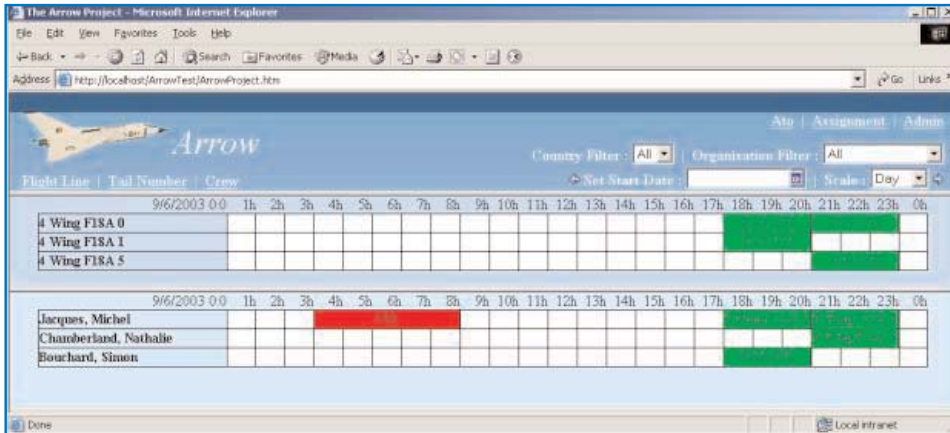 The Arrow Project - Microsoft Internet Explorer
File Edit View Favorites Tools Help
Back Search Favorites Media
Address http://localhost/ArrowTest/ArrowProject.htm Go Links
Ato | Assignment | Admin
Arrow
Country Filter : All | Organization Filter : All
Flight Line | Tail Number | Crew
Set Start Date : | Scale : Day
9/6/2003 0:0 1h 2h 3h 4h 5h 6h 7h 8h 9h 10h 11h 12h 13h 14h 15h 16h 17h 18h 19h 20h 21h 22h 23h 0h
4 Wing F18A 0
4 Wing F18A 1
4 Wing F18A 5
9/6/2003 0:0 1h 2h 3h 4h 5h 6h 7h 8h 9h 10h 11h 12h 13h 14h 15h 16h 17h 18h 19h 20h 21h 22h 23h 0h
Jacques, Michel
Chamberland, Nathalie
Bouchard, Simon
Done Local intranet